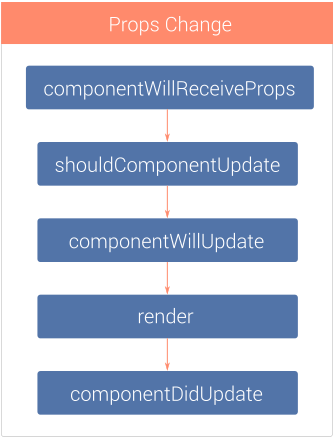 Props Change
componentWillReceiveProps
shouldComponentUpdate
componentWillUpdate
render
componentDidUpdate